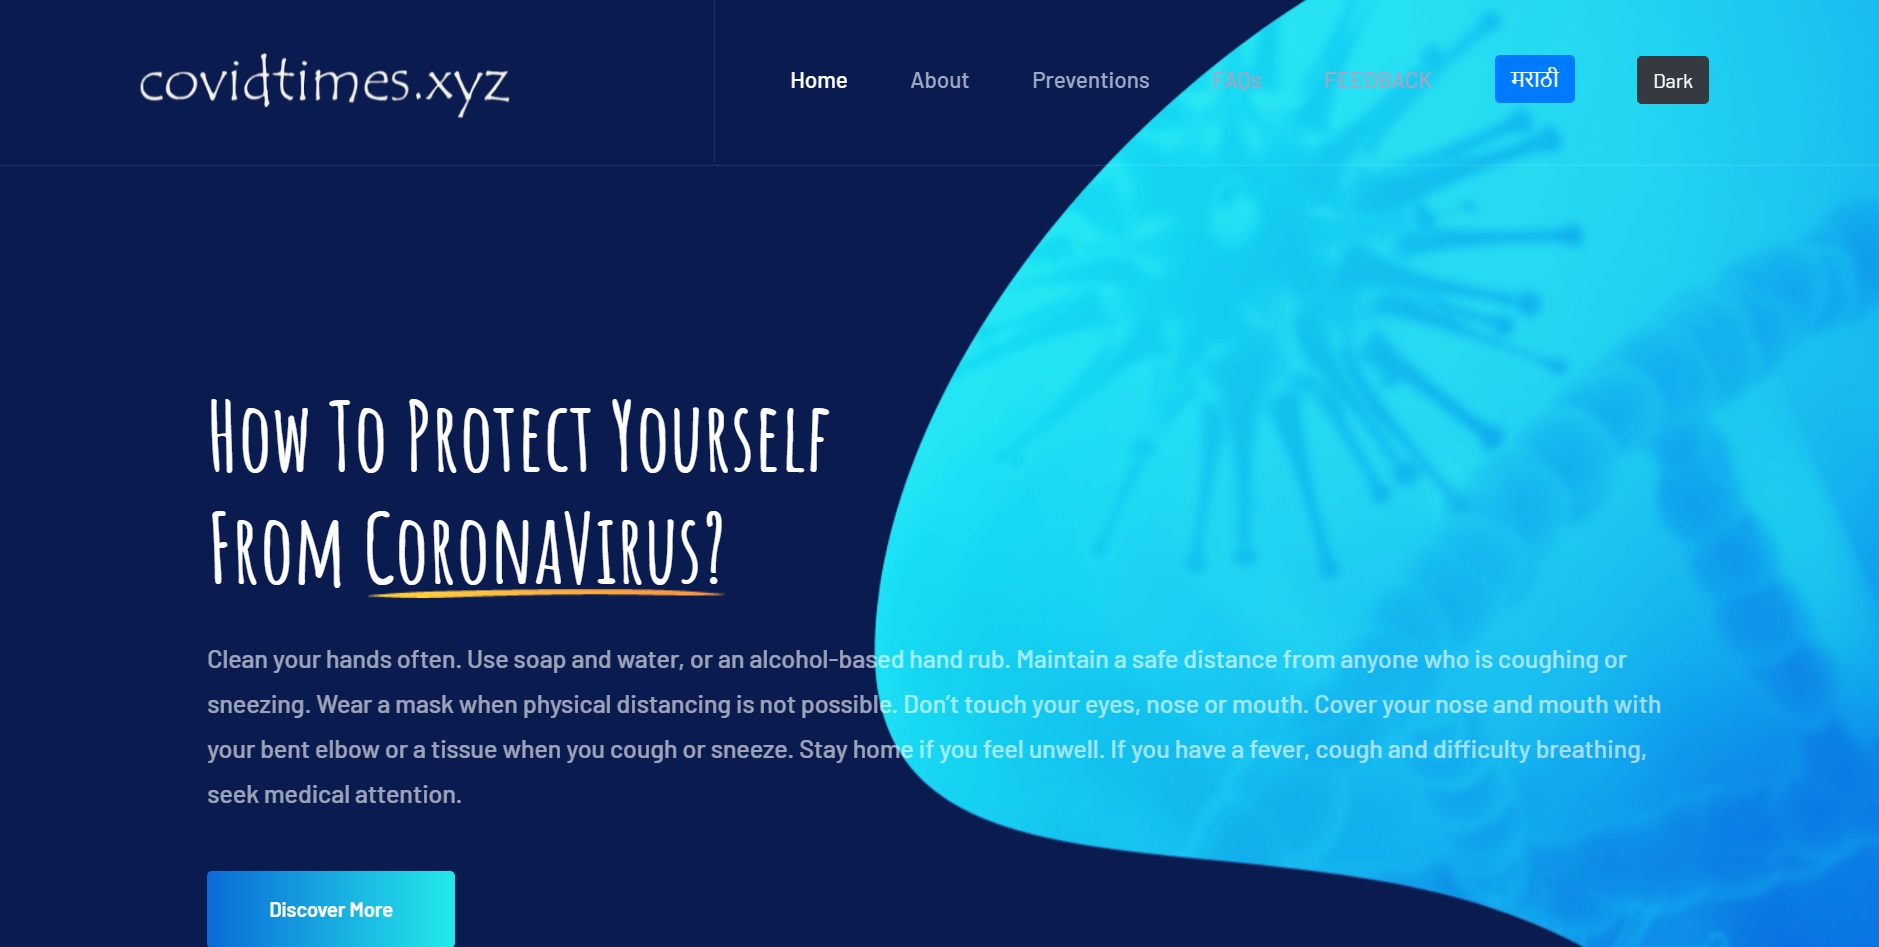 covidtimes.xyz
Home About Preventions FAQs FEEDBACK मराठी Dark
How To Protect Yourself
From CoronaVirus?
Clean your hands often. Use soap and water, or an alcohol-based hand rub. Maintain a safe distance from anyone who is coughing or
sneezing. Wear a mask when physical distancing is not possible. Don’t touch your eyes, nose or mouth. Cover your nose and mouth with
your bent elbow or a tissue when you cough or sneeze. Stay home if you feel unwell. If you have a fever, cough and difficulty breathing,
seek medical attention.
Discover More